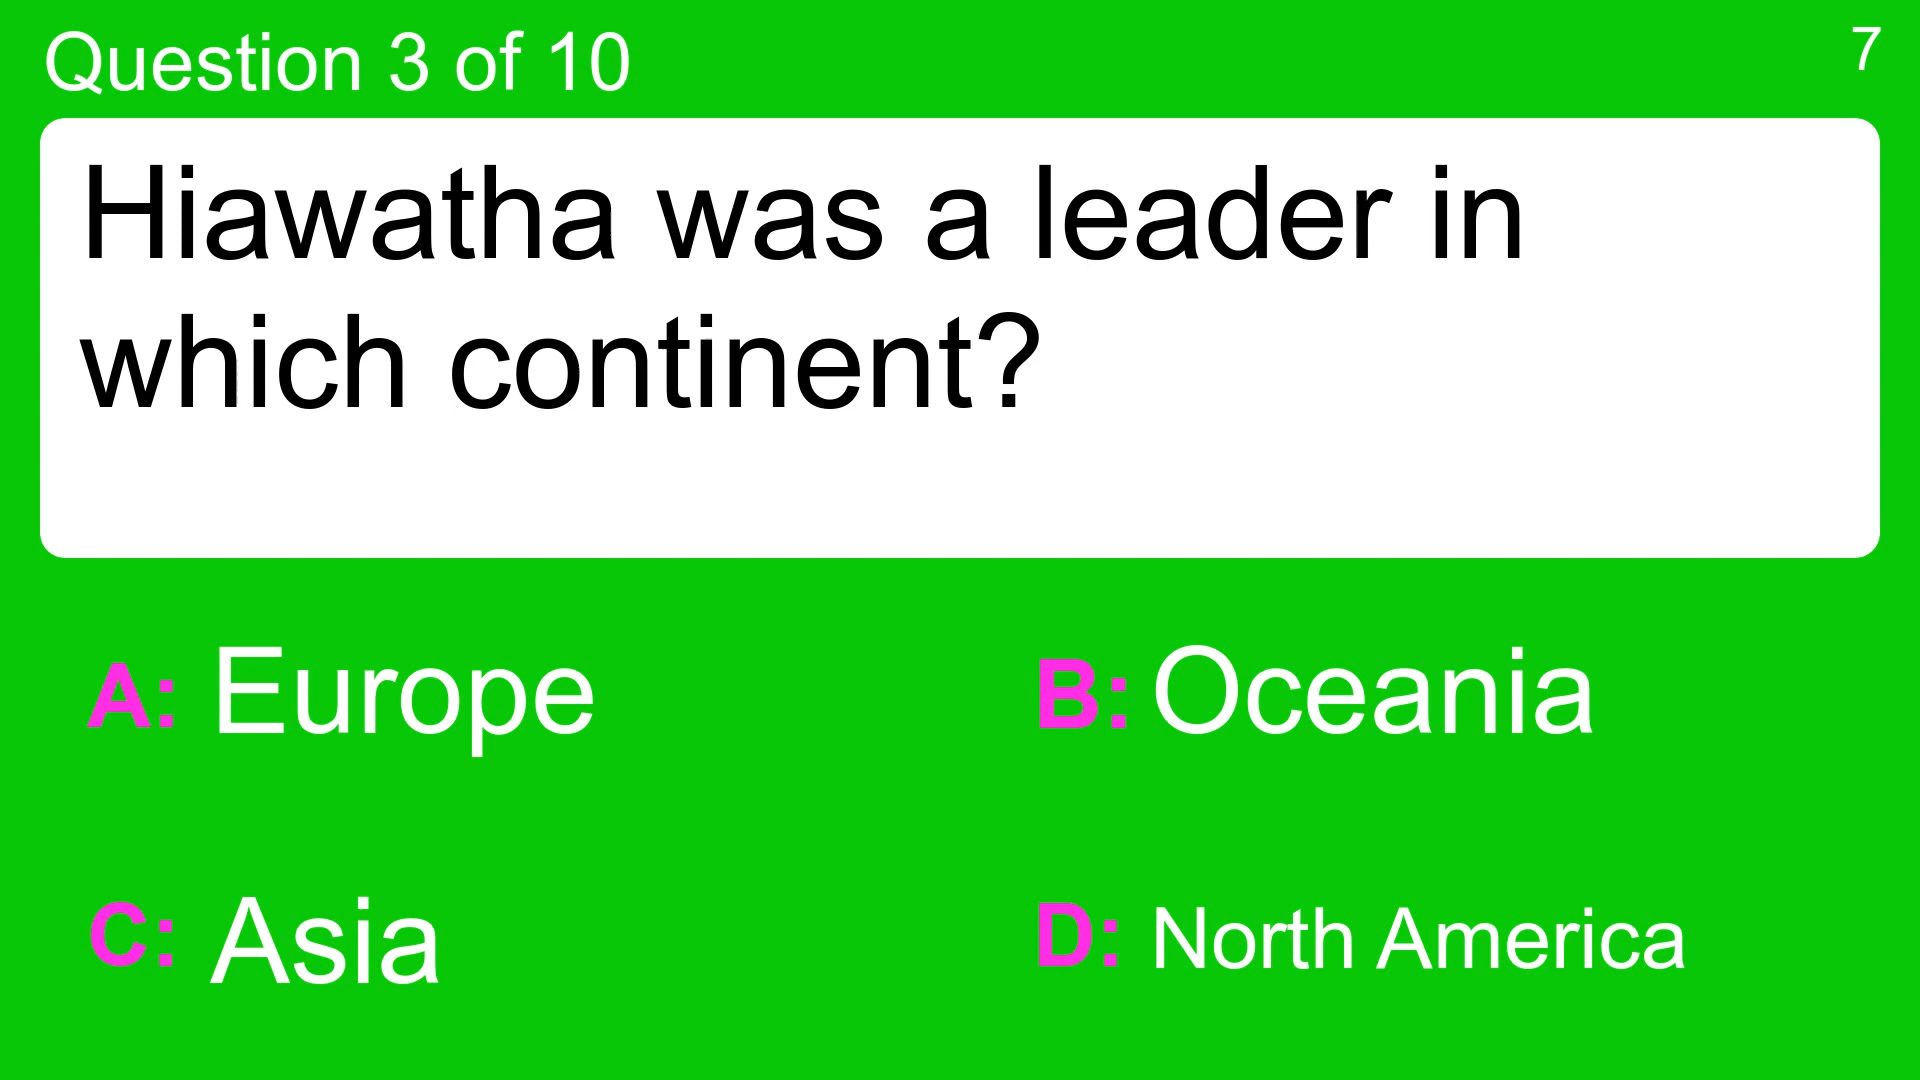 Question 3 of 10
7
Hiawatha was a leader in
which continent?
A: Europe
B: Oceania
C: Asia
D: North America